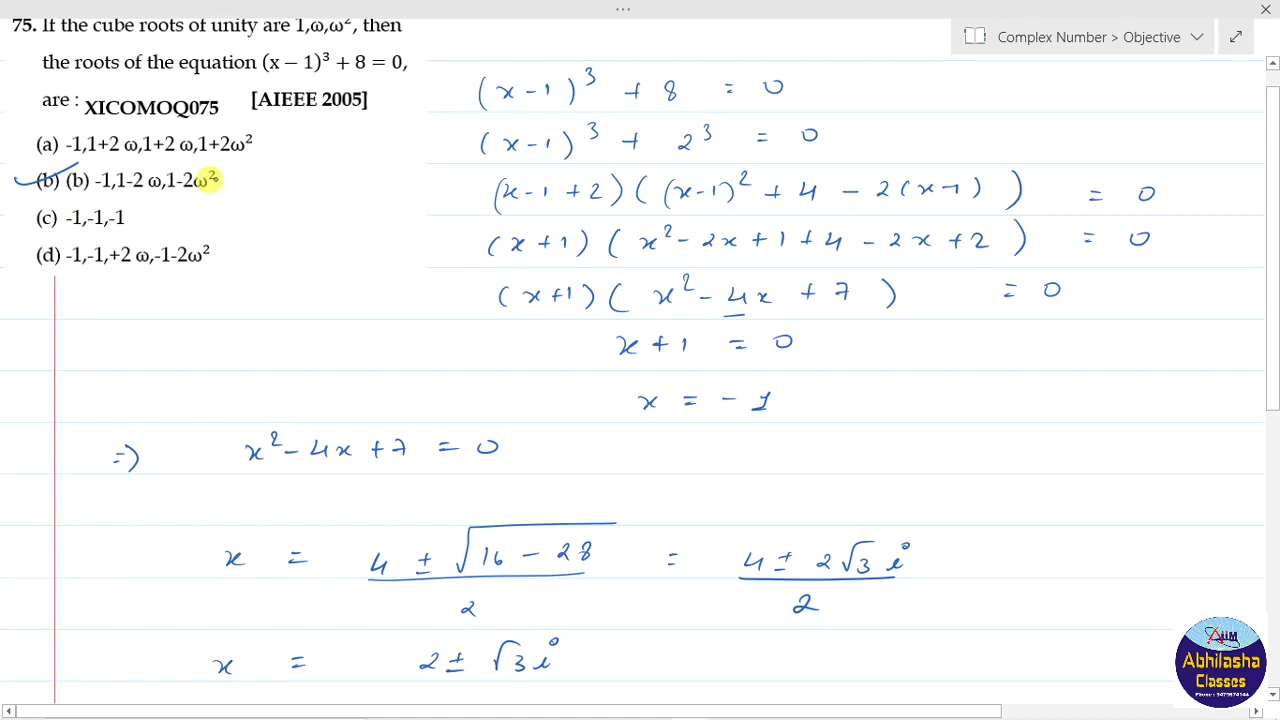 75. If the cube roots of unity are 1,ω,ω², then
the roots of the equation (x − 1)³ + 8 = 0,
are : XICOMOQ075 [AIEEE 2005]
(a) -1,1+2 ω,1+2 ω,1+2ω²
(b) (b) -1,1-2 ω,1-2ω²
(c) -1,-1,-1
(d) -1,-1,+2 ω,-1-2ω²
Complex Number > Objective
(x-1)³ + 8 = 0
(x-1)³ + 2³ = 0
(x-1+2)((x-1)²+4-2(x-1)) = 0
(x+1)(x²-2x+1+4-2x+2) = 0
(x+1)(x²-4x+7) = 0
x+1 = 0
x = -1
=) x²-4x+7 = 0
x = 4 ± √16-28 / 2 = 4 ± 2√3 i / 2
x = 2 ± √3 i
AIIM
Abhilasha
Classes
Phone : 9479874144